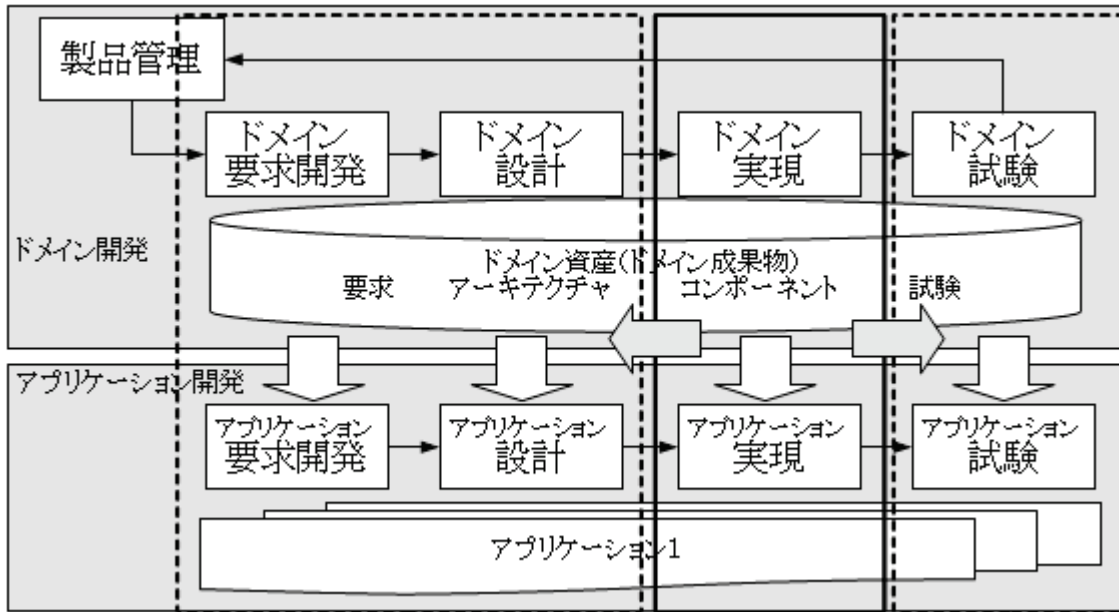 製品管理
ドメイン
要求開発
ドメイン
設計
ドメイン
実現
ドメイン
試験
ドメイン開発
ドメイン資産(ドメイン成果物)
要求 アーキテクチャ コンポーネント 試験
アプリケーション開発
アプリケーション
要求開発
アプリケーション
設計
アプリケーション
実現
アプリケーション
試験
アプリケーション1